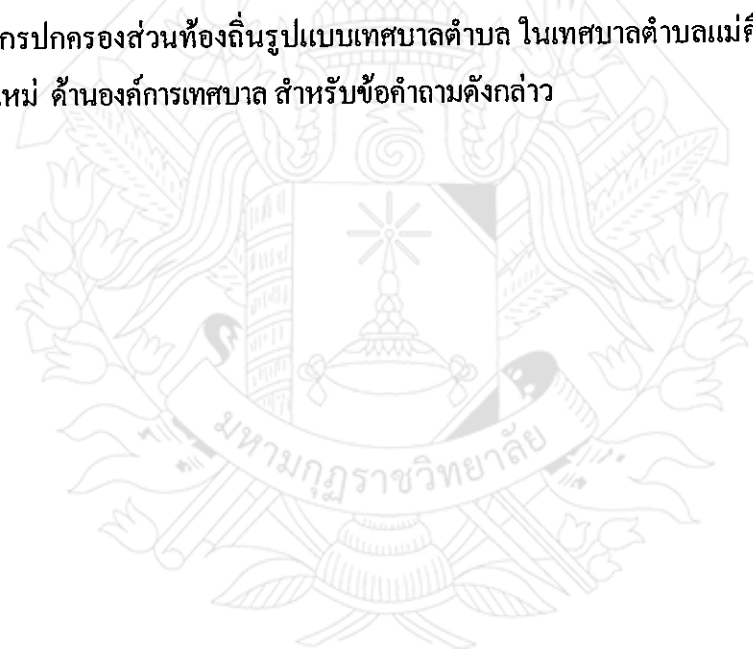 กรปกครองส่วนท้องถิ่นรูปแบบเทศบาลตำบล ในเทศบาลตำบลแม่
หม่ ด้านองค์การเทศบาล สำหรับข้อคำถามดังกล่าว
มหามกุฏราชวิทยาลัย